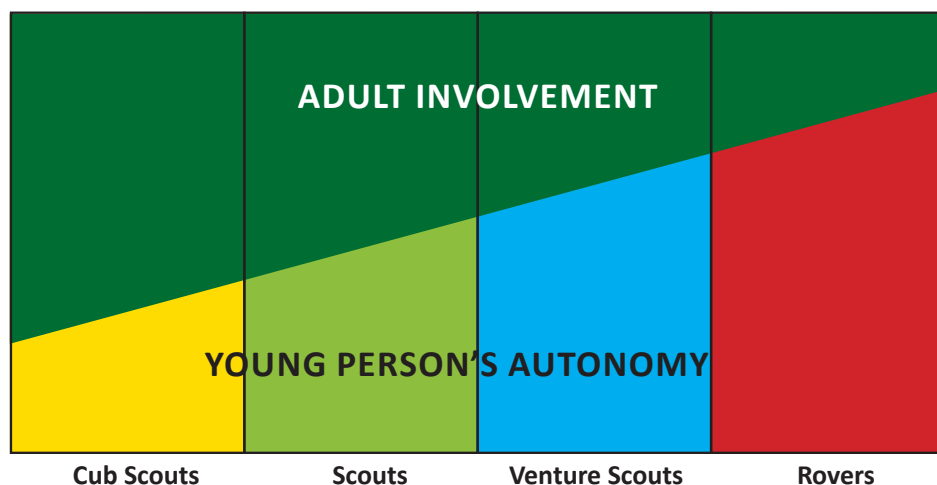 ADULT INVOLVEMENT
YOUNG PERSON’S AUTONOMY
Cub Scouts Scouts Venture Scouts Rovers